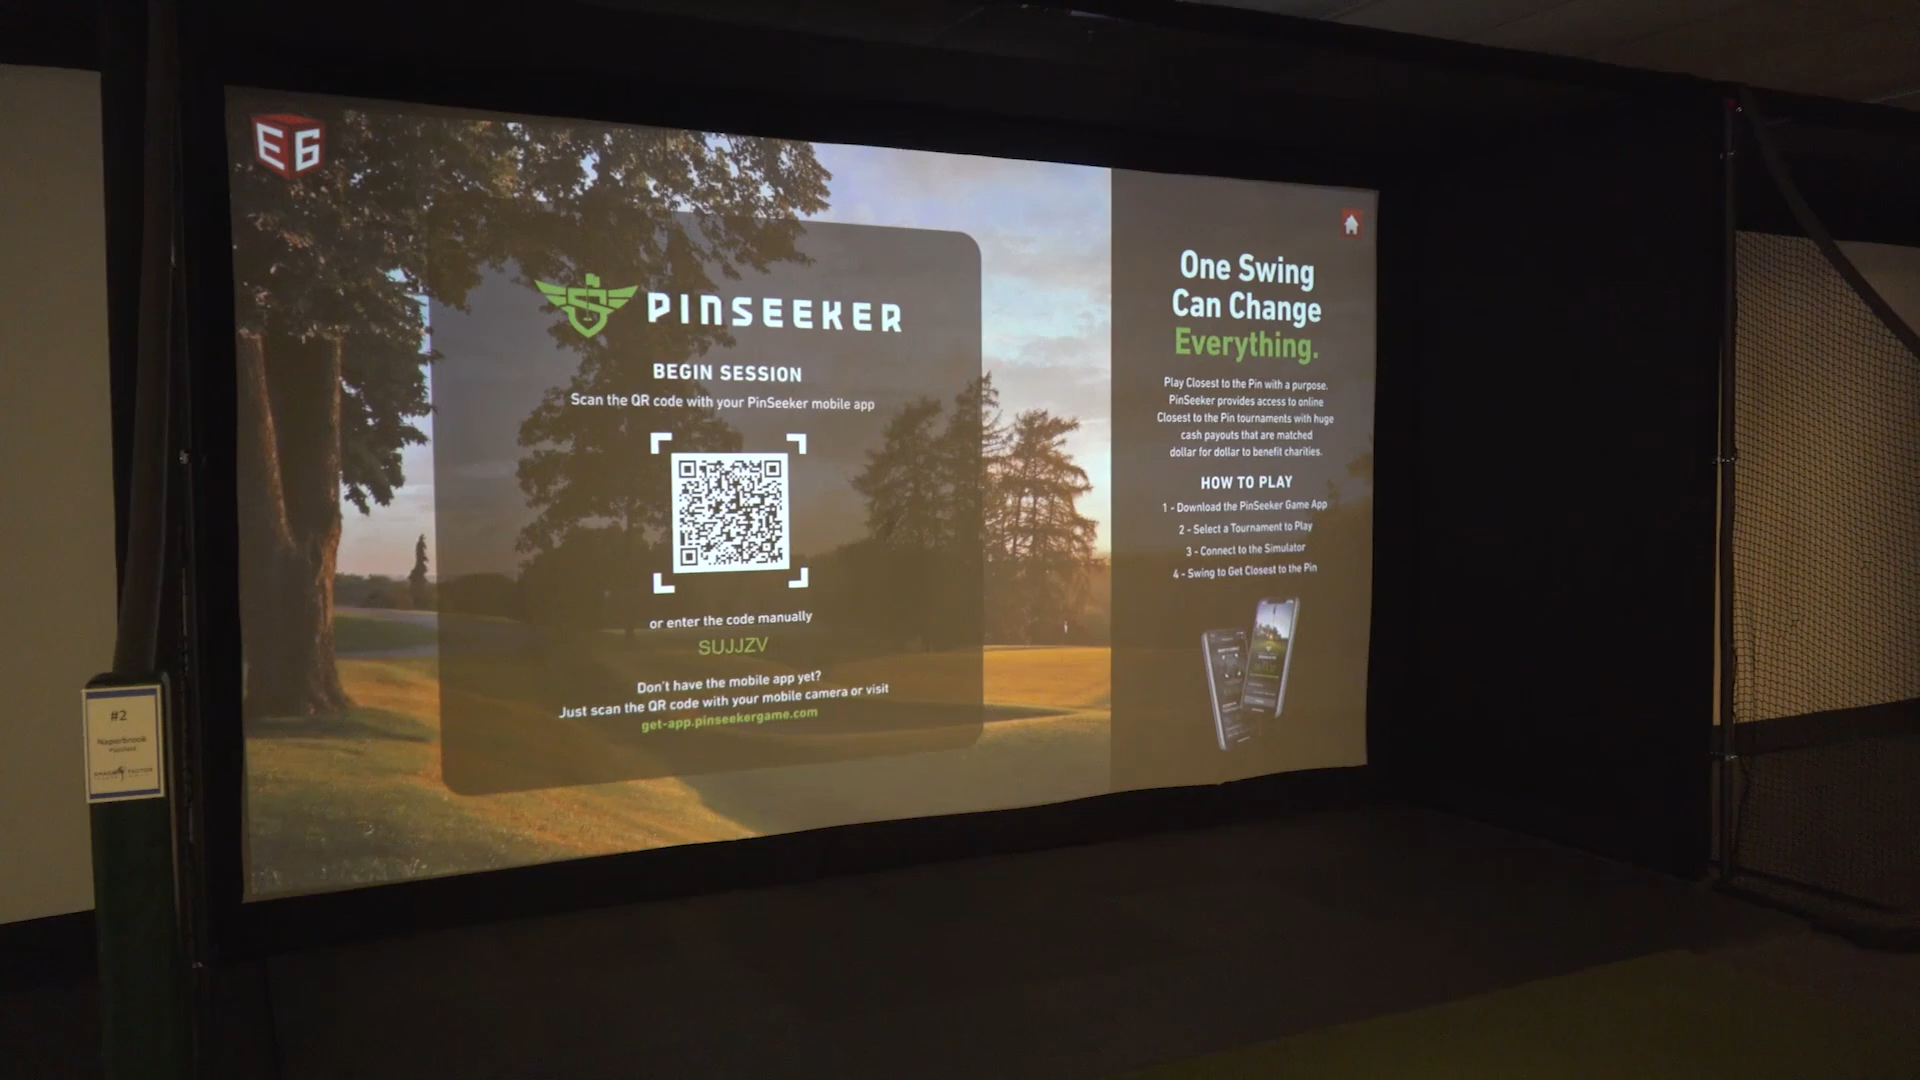 E6
PINSEEKER
BEGIN SESSION
Scan the QR code with your PinSeeker mobile app
or enter the code manually
SUJJZV
Don't have the mobile app yet?
Just scan the QR code with your mobile camera or visit
get-app.pinseekergame.com
One Swing
Can Change
Everything.
Play Closest to the Pin with a purpose.
PinSeeker provides access to online
Closest to the Pin tournaments with huge
cash payouts that are matched
dollar for dollar to benefit charities.
HOW TO PLAY
1 - Download the PinSeeker Game App
2 - Select a Tournament to Play
3 - Connect to the Simulator
4 - Swing to Get Closest to the Pin
#2
Naperbrook